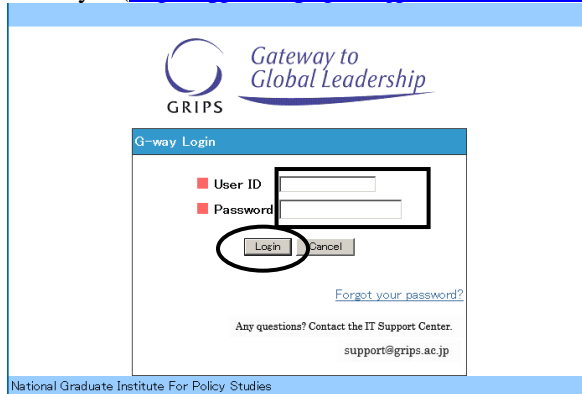 Gateway to
Global Leadership
GRIPS
G-way Login
User ID
Password
Login Cancel
Forgot your password?
Any questions? Contact the IT Support Center.
support@grips.ac.jp
National Graduate Institute For Policy Studies